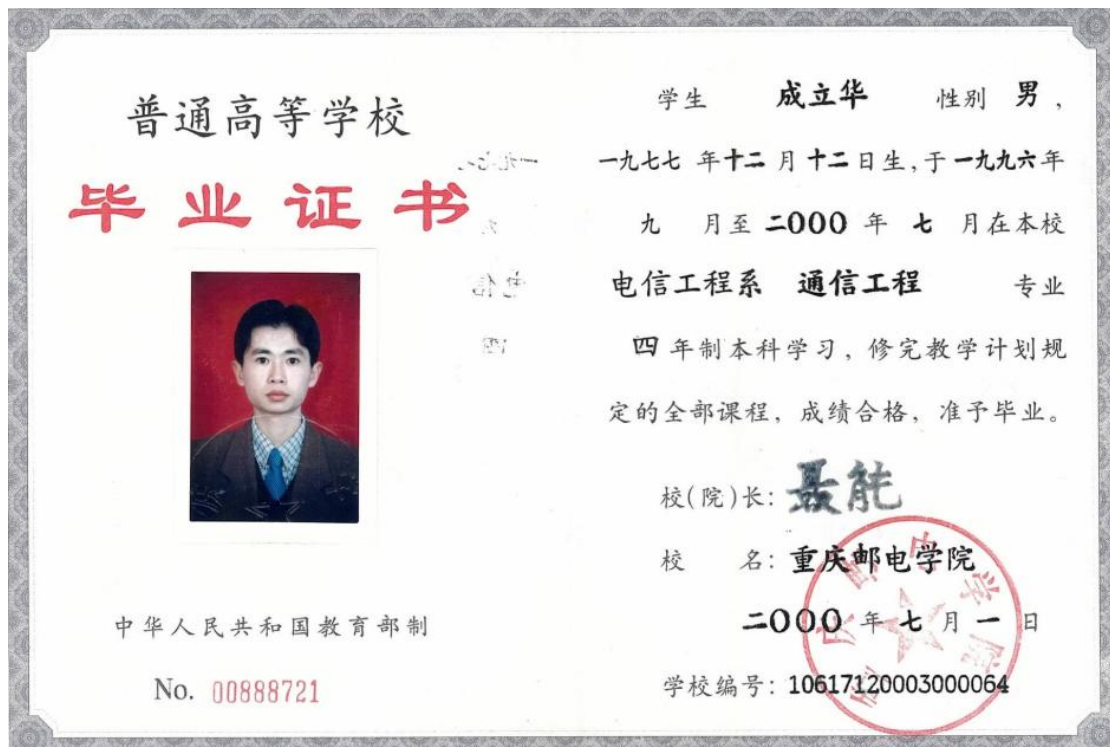 普通高等学校
毕业证书
中华人民共和国教育部制
No. 00888721
学生 成立华 性别 男,
一九七七 年十二 月十二日生,于一九九六年
九 月至 二000 年 七 月在本校
电信工程系 通信工程 专业
四 年制本科学习,修完教学计划规
定的全部课程,成绩合格,准予毕业。
校(院)长: 聂能
校 名: 重庆邮电学院
二000 年 七 月 一 日
学校编号: 10617120003000064
重庆邮电学院